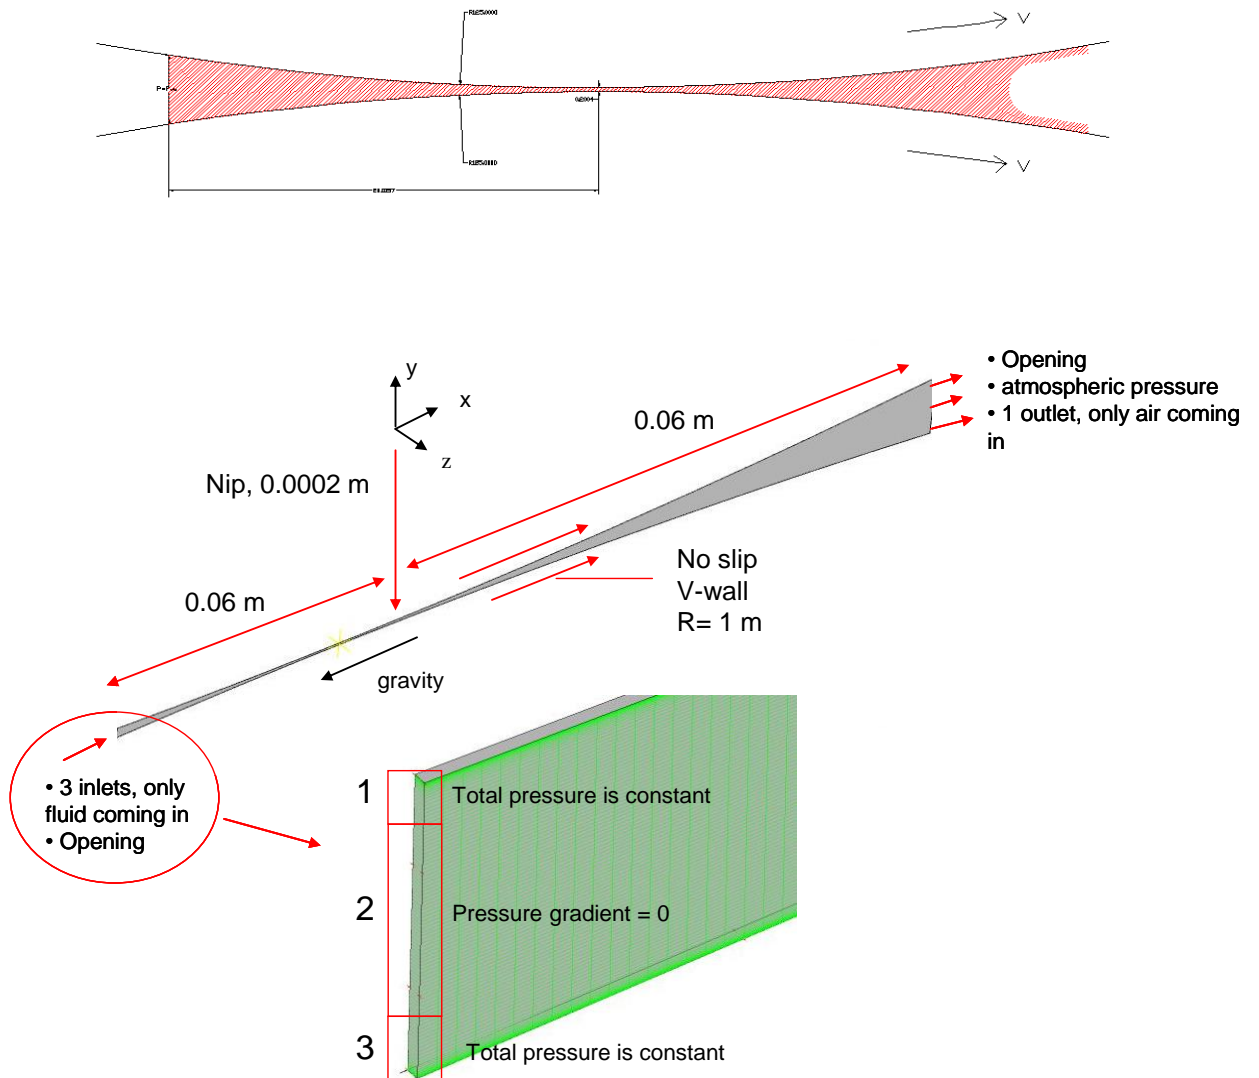 V
V
y
x
z
0.06 m
Nip, 0.0002 m
• Opening
• atmospheric pressure
• 1 outlet, only air coming
in
No slip
V-wall
R= 1 m
0.06 m
gravity
• 3 inlets, only
fluid coming in
• Opening
1
Total pressure is constant
2
Pressure gradient = 0
3
Total pressure is constant